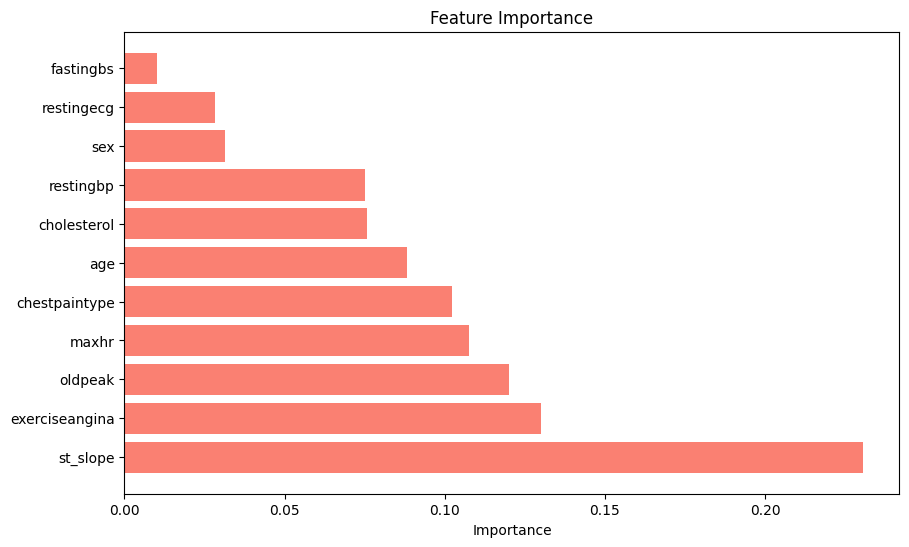 Feature Importance
fastingbs
restingecg
sex
restingbp
cholesterol
age
chestpaintype
maxhr
oldpeak
exerciseangina
st_slope
0.00 0.05 0.10 0.15 0.20
Importance